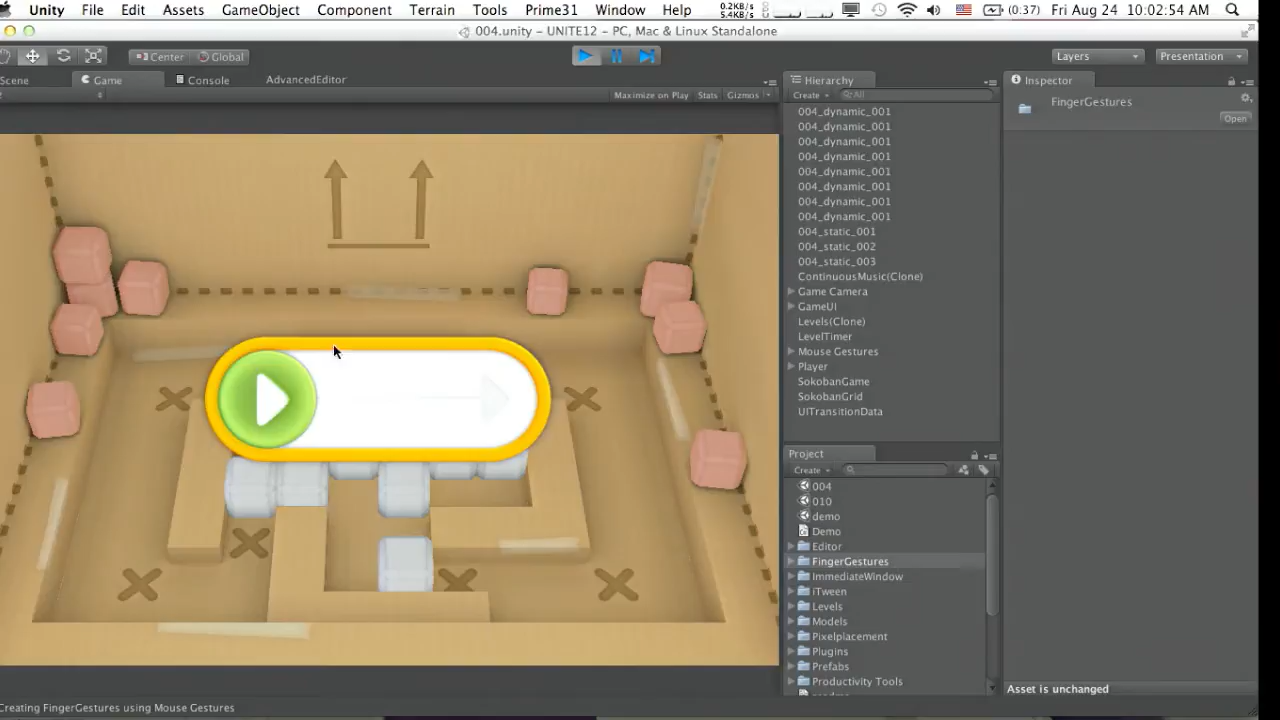 Unity File Edit Assets GameObject Component Terrain Tools Prime31 Window Help 0.2KB/s 5.4KB/s (0:37) Fri Aug 24 10:02:54 AM
004.unity – UNITE12 – PC, Mac & Linux Standalone
Center Global Layers Presentation
Scene Game Console AdvancedEditor Hierarchy Inspector
Maximize on Play Stats Gizmos Create All FingerGestures
Open
004_dynamic_001
004_dynamic_001
004_dynamic_001
004_dynamic_001
004_dynamic_001
004_dynamic_001
004_dynamic_001
004_dynamic_001
004_static_001
004_static_002
004_static_003
ContinuousMusic(Clone)
Game Camera
GameUI
Levels(Clone)
LevelTimer
Mouse Gestures
Player
SokobanGame
SokobanGrid
UITransitionData
Project
Create
004
010
demo
Demo
Editor
FingerGestures
ImmediateWindow
iTween
Levels
Models
Pixelplacement
Plugins
Prefabs
Productivity Tools
Asset is unchanged
Creating FingerGestures using Mouse Gestures